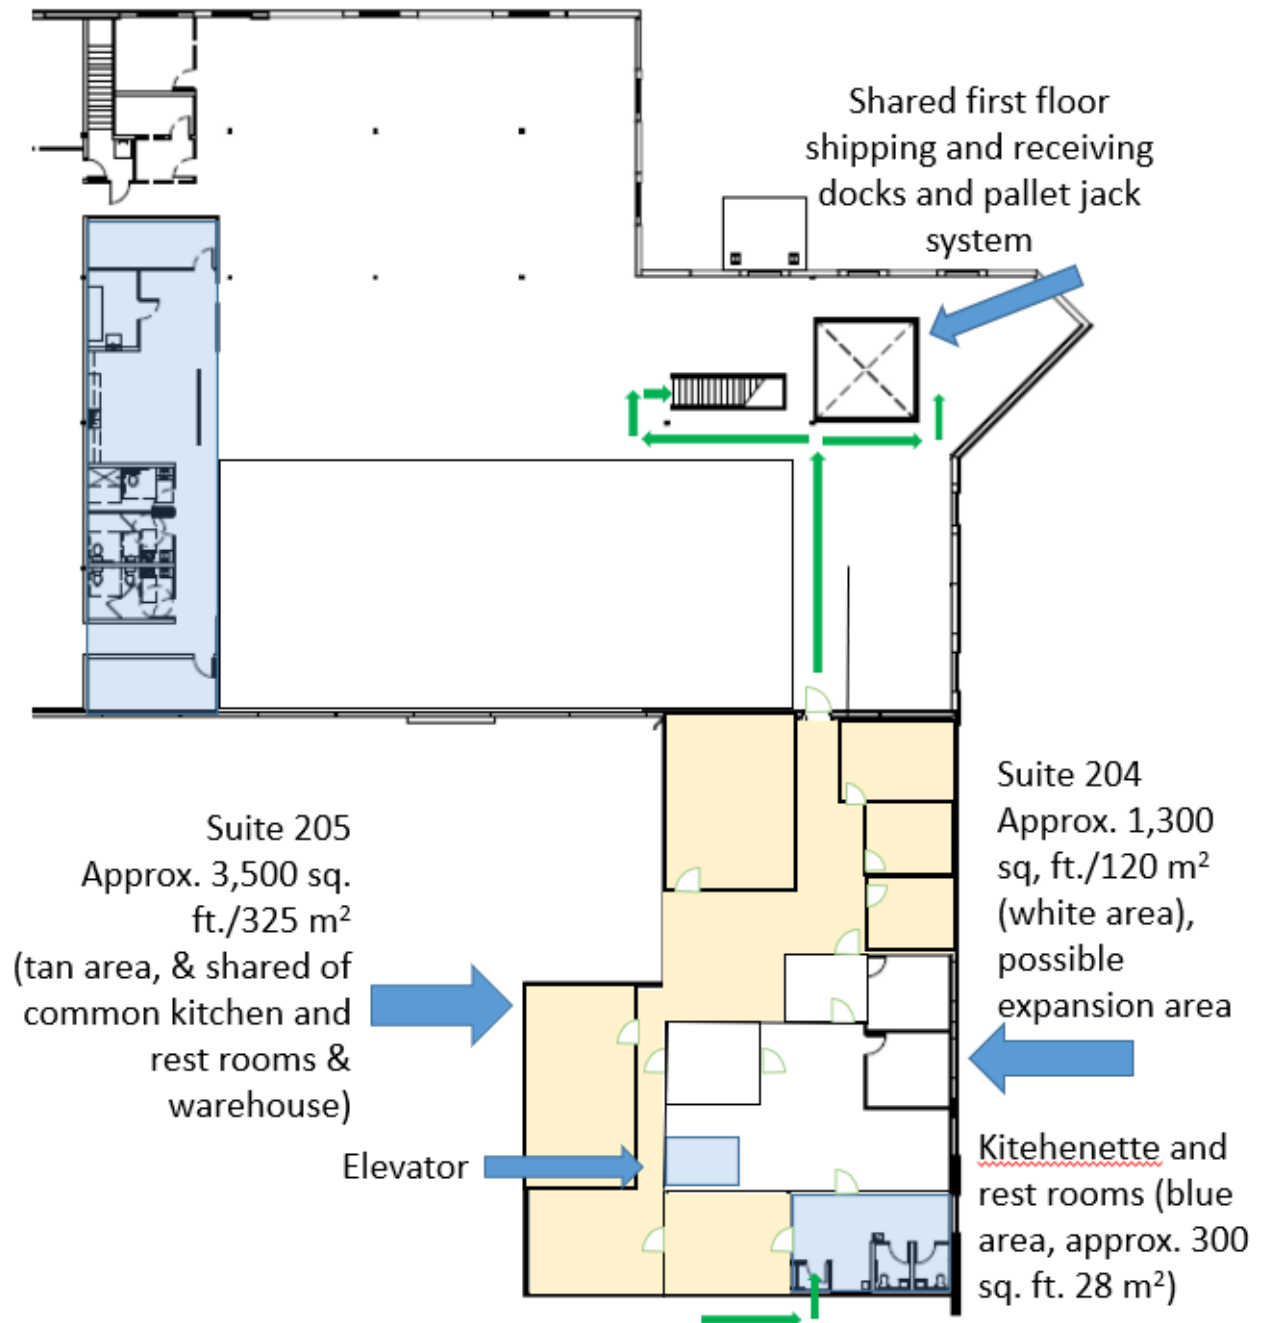 Shared first floor
shipping and receiving
docks and pallet jack
system
Suite 204
Approx. 1,300
sq, ft./120 m²
(white area),
possible
expansion area
Suite 205
Approx. 3,500 sq.
ft./325 m²
(tan area, & shared of
common kitchen and
rest rooms &
warehouse)
Elevator
Kitehenette and
rest rooms (blue
area, approx. 300
sq. ft. 28 m²)